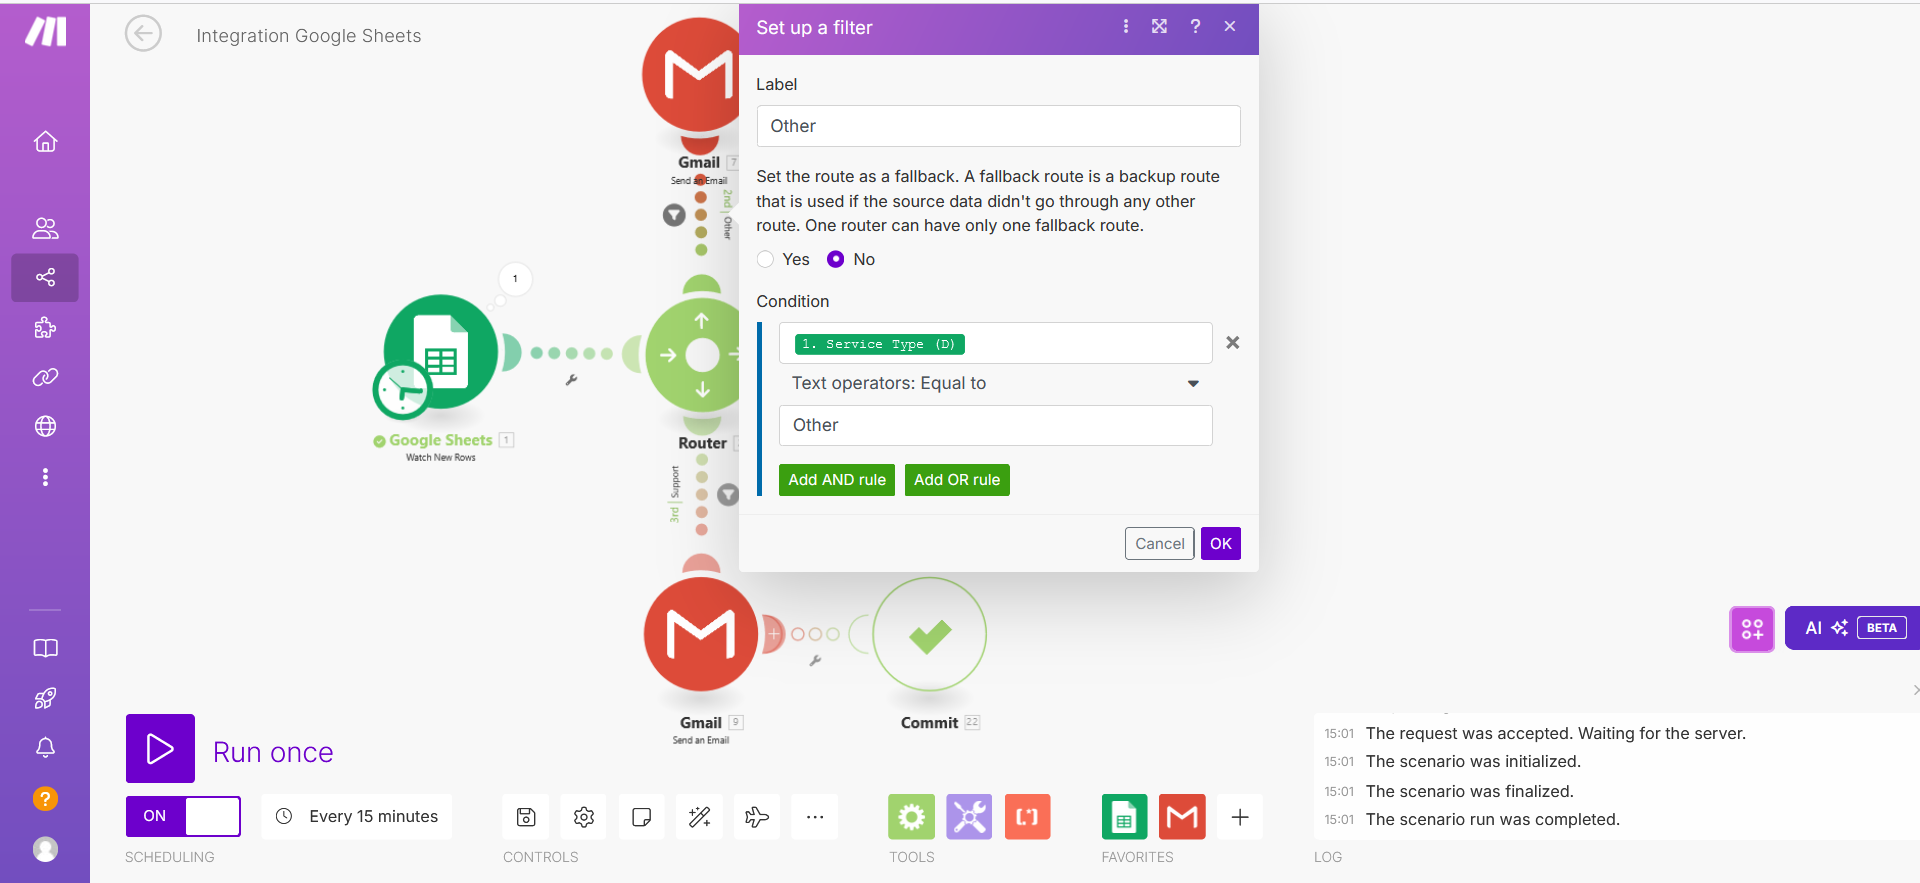 Integration Google Sheets
Set up a filter
?
Label
Other
Set the route as a fallback. A fallback route is a backup route
that is used if the source data didn't go through any other
route. One router can have only one fallback route.
Yes
No
Condition
1. Service Type (D)
Text operators: Equal to
Other
Add AND rule
Add OR rule
Cancel
OK
Gmail 7
Send an Email
2nd | Other
1
Google Sheets 1
Watch New Rows
Router
3rd | Support
Gmail 9
Send an Email
Commit 22
AI BETA
Run once
ON
Every 15 minutes
SCHEDULING
CONTROLS
[.*]
TOOLS
FAVORITES
15:01 The request was accepted. Waiting for the server.
15:01 The scenario was initialized.
15:01 The scenario was finalized.
15:01 The scenario run was completed.
LOG
?